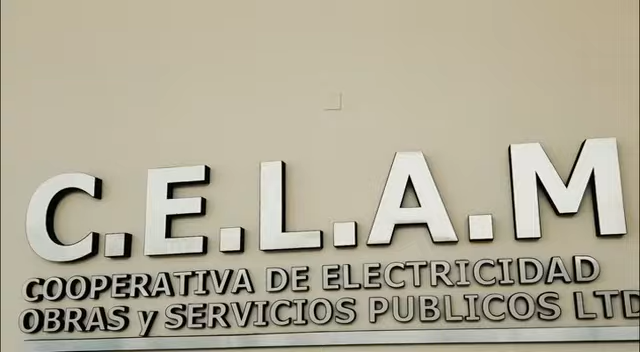 C.E.L.A.M
COOPERATIVA DE ELECTRICIDAD
OBRAS y SERVICIOS PUBLICOS LTD